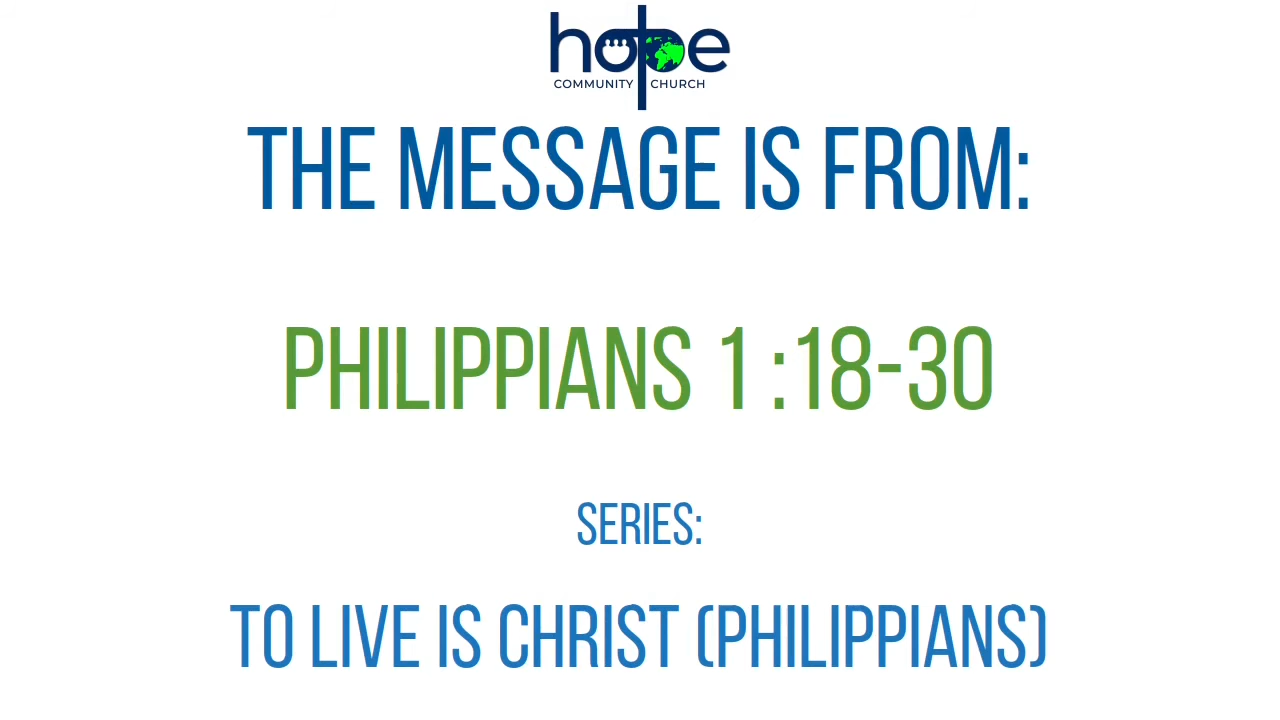 hope
COMMUNITY CHURCH
THE MESSAGE IS FROM:
PHILIPPIANS 1 :18-30
SERIES:
TO LIVE IS CHRIST (PHILIPPIANS)